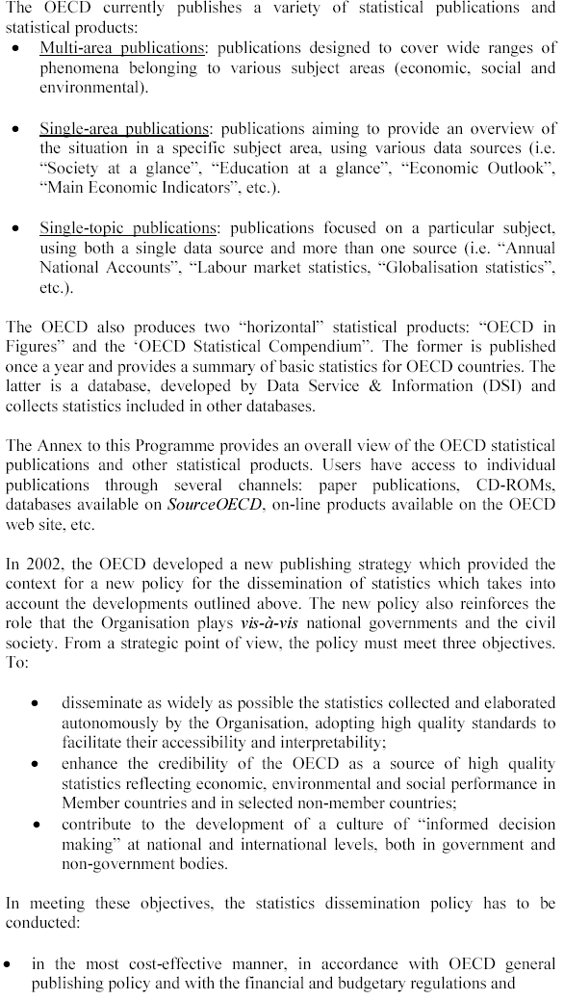 The OECD currently publishes a variety of statistical publications and
statistical products:
• Multi-area publications: publications designed to cover wide ranges of
phenomena belonging to various subject areas (economic, social and
environmental).
• Single-area publications: publications aiming to provide an overview of
the situation in a specific subject area, using various data sources (i.e.
“Society at a glance”, “Education at a glance”, “Economic Outlook”,
“Main Economic Indicators”, etc.).
• Single-topic publications: publications focused on a particular subject,
using both a single data source and more than one source (i.e. “Annual
National Accounts”, “Labour market statistics, “Globalisation statistics”,
etc.).
The OECD also produces two “horizontal” statistical products: “OECD in
Figures” and the ‘OECD Statistical Compendium”. The former is published
once a year and provides a summary of basic statistics for OECD countries. The
latter is a database, developed by Data Service & Information (DSI) and
collects statistics included in other databases.
The Annex to this Programme provides an overall view of the OECD statistical
publications and other statistical products. Users have access to individual
publications through several channels: paper publications, CD-ROMs,
databases available on SourceOECD, on-line products available on the OECD
web site, etc.
In 2002, the OECD developed a new publishing strategy which provided the
context for a new policy for the dissemination of statistics which takes into
account the developments outlined above. The new policy also reinforces the
role that the Organisation plays vis-à-vis national governments and the civil
society. From a strategic point of view, the policy must meet three objectives.
To:
• disseminate as widely as possible the statistics collected and elaborated
autonomously by the Organisation, adopting high quality standards to
facilitate their accessibility and interpretability;
• enhance the credibility of the OECD as a source of high quality
statistics reflecting economic, environmental and social performance in
Member countries and in selected non-member countries;
• contribute to the development of a culture of “informed decision
making” at national and international levels, both in government and
non-government bodies.
In meeting these objectives, the statistics dissemination policy has to be
conducted:
• in the most cost-effective manner, in accordance with OECD general
publishing policy and with the financial and budgetary regulations and